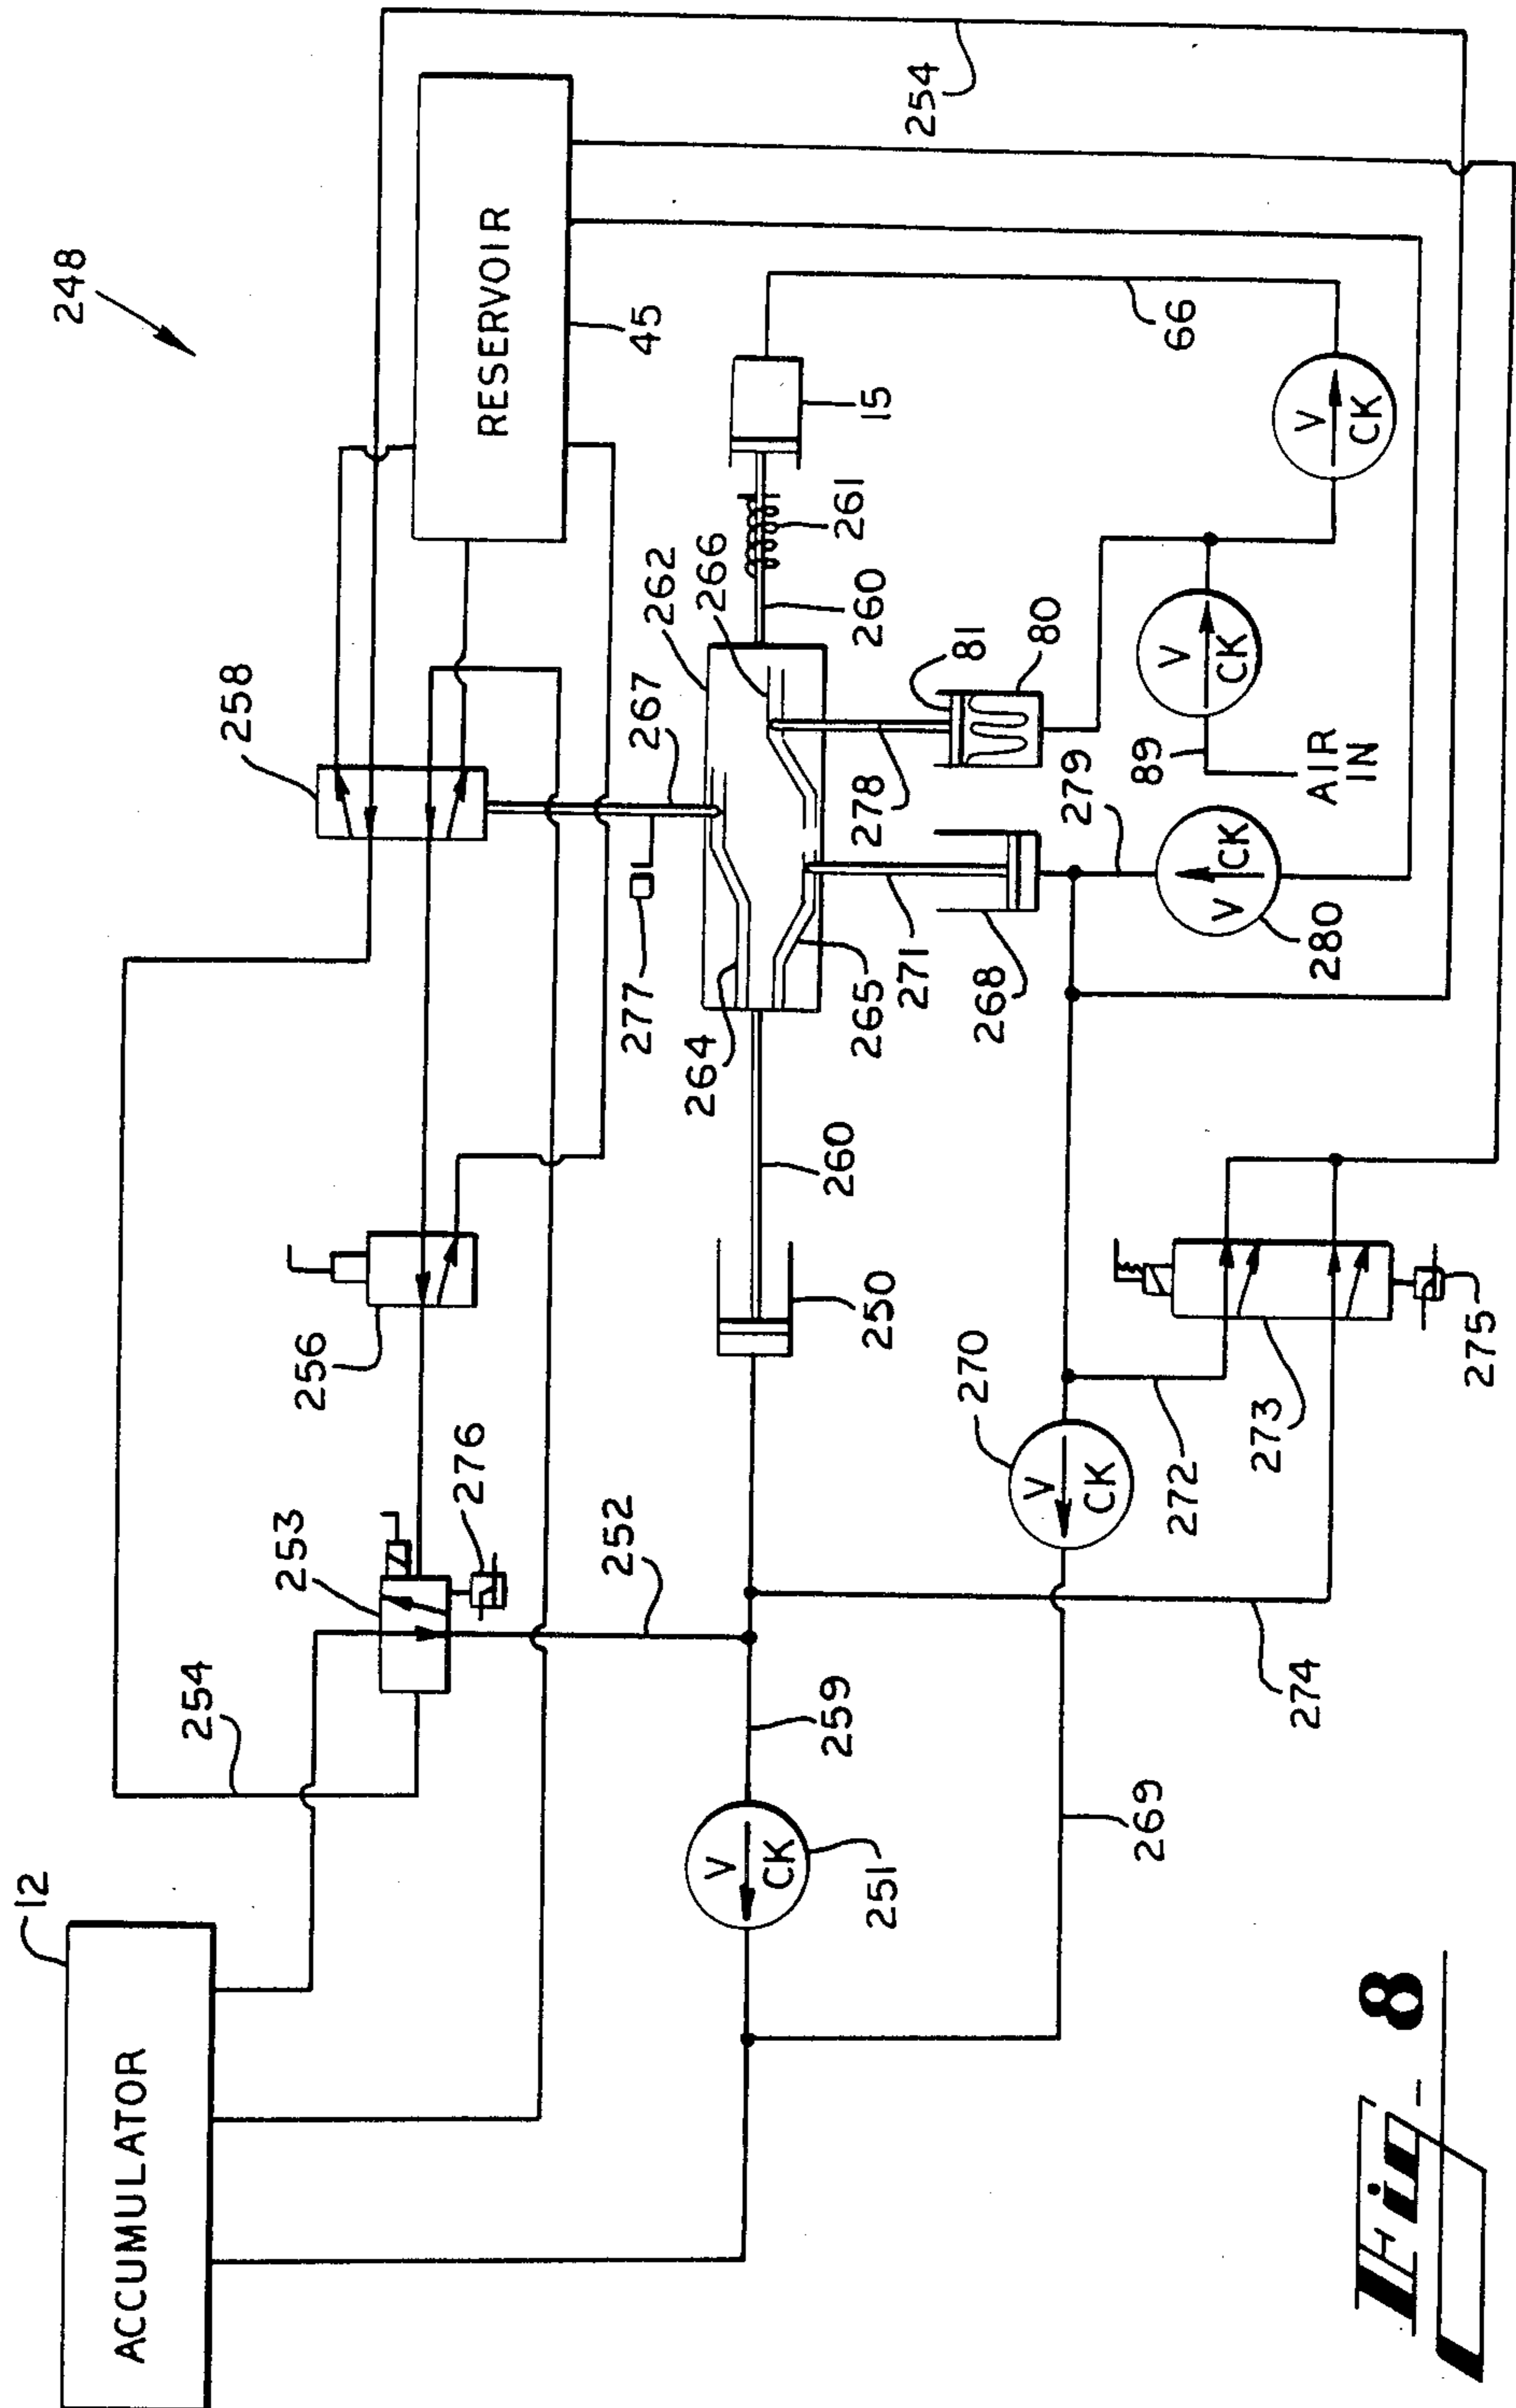 248
254
RESERVOIR
45
258
262
266
261
15
66
267
260
81
80
278
V
CK
V
CK
89
AIR
IN
279
V
CK
280
277
264
265
271
268
256
260
250
253
276
252
270
V
CK
272
273
275
254
259
V
CK
251
269
274
12
ACCUMULATOR
Fig_ 8